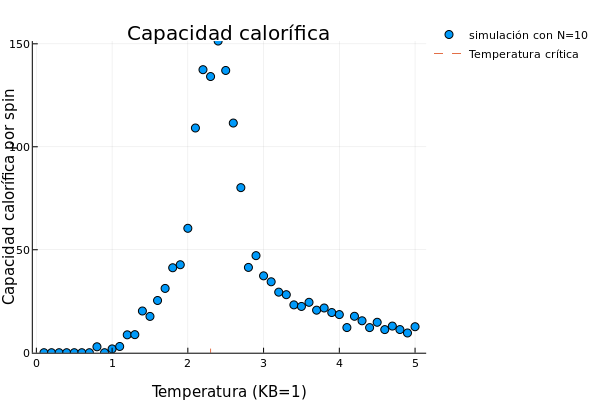 Capacidad calorífica
simulación con N=10
Temperatura crítica
Capacidad calorífica por spin
150
100
50
0
0 1 2 3 4 5
Temperatura (KB=1)